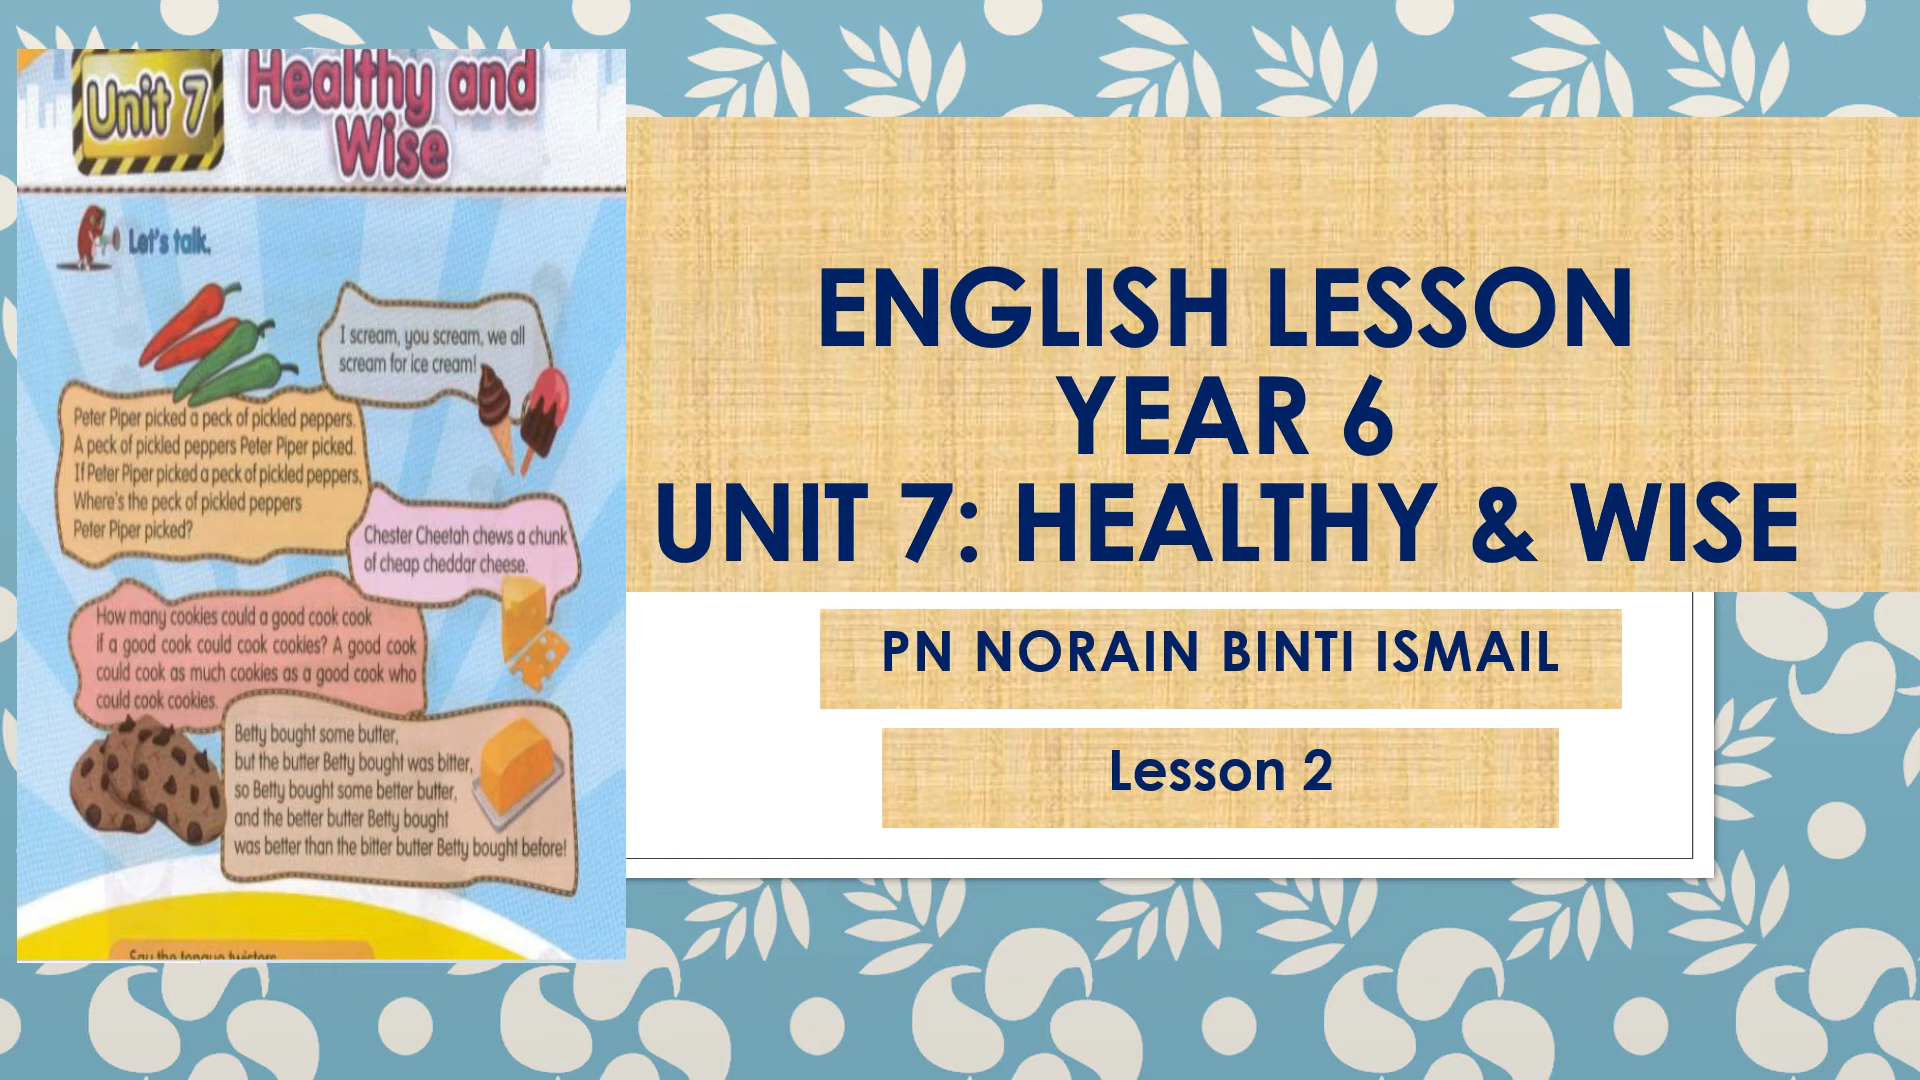 Unit 7
Healthy and
Wise
Let's talk.
I scream, you scream, we all
scream for ice cream!
Peter Piper picked a peck of pickled peppers.
A peck of pickled peppers Peter Piper picked.
If Peter Piper picked a peck of pickled peppers,
Where's the peck of pickled peppers
Peter Piper picked?
Chester Cheetah chews a chunk
of cheap cheddar cheese.
How many cookies could a good cook cook
if a good cook could cook cookies? A good cook
could cook as much cookies as a good cook who
could cook cookies.
Betty bought some butter,
but the butter Betty bought was bitter,
so Betty bought some better butter,
and the better butter Betty bought
was better than the bitter butter Betty bought before!
Say the tongue twisters
ENGLISH LESSON
YEAR 6
UNIT 7: HEALTHY & WISE
PN NORAIN BINTI ISMAIL
Lesson 2